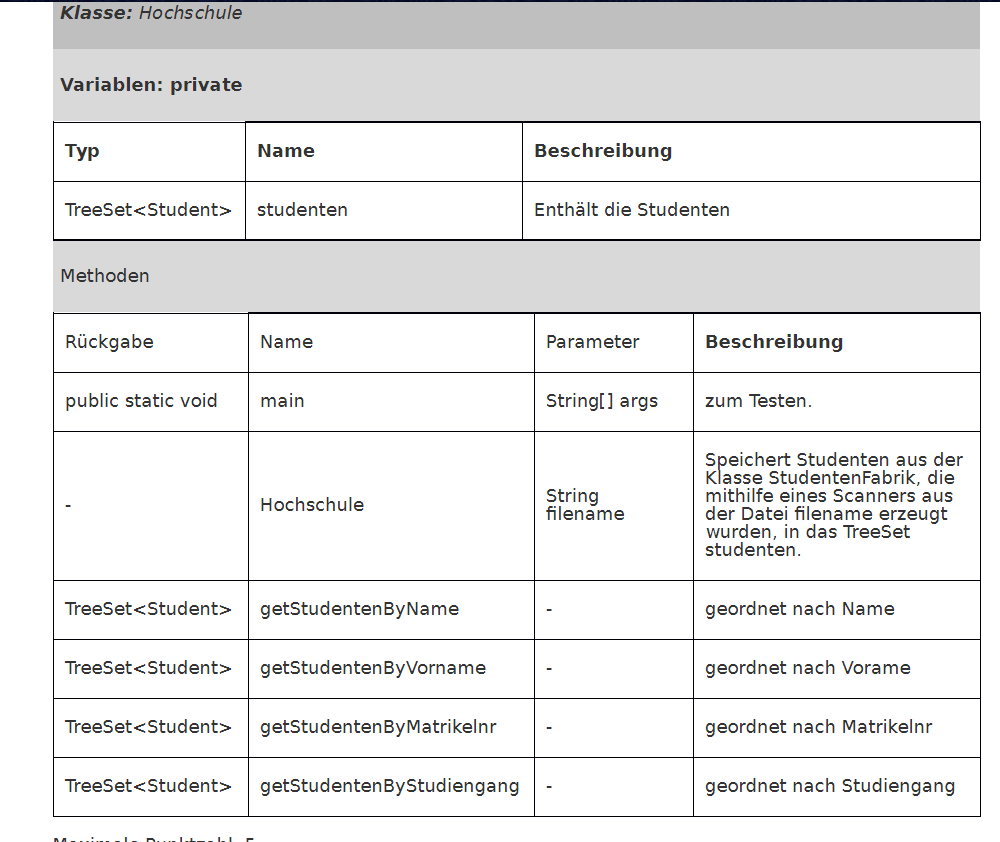 Klasse: Hochschule
Variablen: private
Typ Name Beschreibung
TreeSet<Student> studenten Enthält die Studenten
Methoden
Rückgabe Name Parameter Beschreibung
public static void main String[] args zum Testen.
- Hochschule String filename Speichert Studenten aus der
Klasse StudentenFabrik, die
mithilfe eines Scanners aus
der Datei filename erzeugt
wurden, in das TreeSet
studenten.
TreeSet<Student> getStudentenByName - geordnet nach Name
TreeSet<Student> getStudentenByVorname - geordnet nach Vorame
TreeSet<Student> getStudentenByMatrikelnr - geordnet nach Matrikelnr
TreeSet<Student> getStudentenByStudiengang - geordnet nach Studiengang